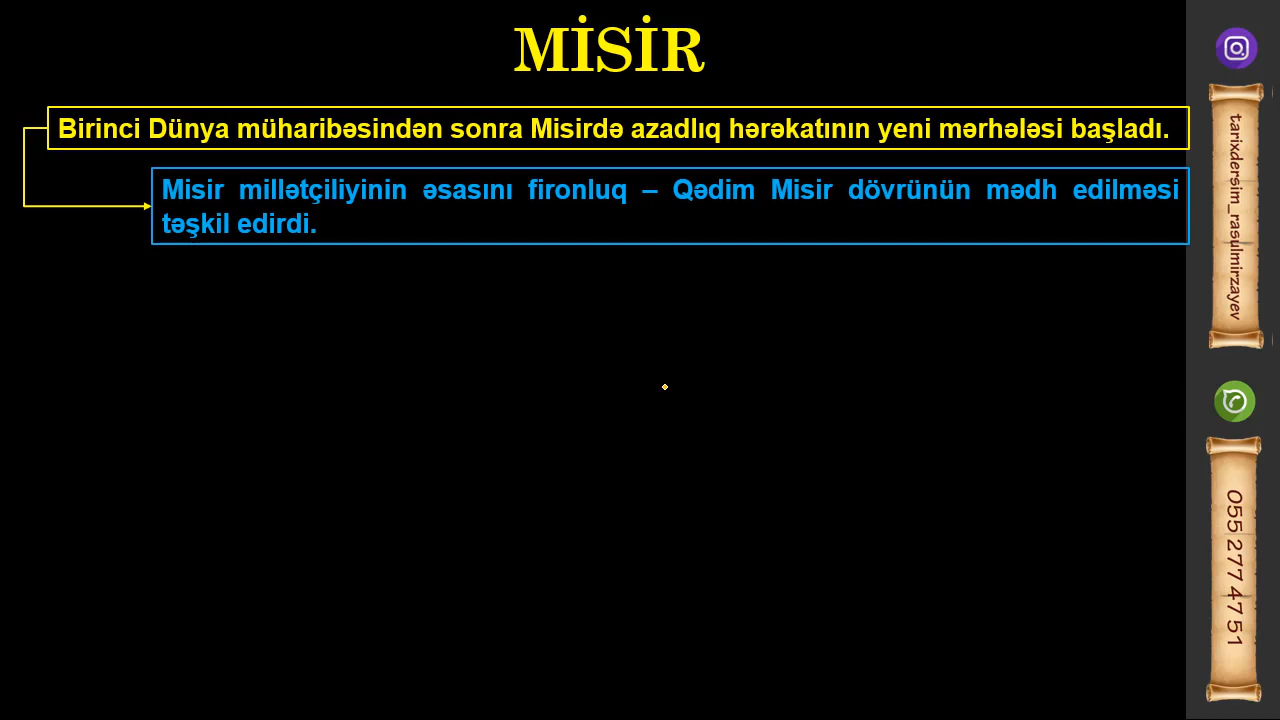 MİSİR
Birinci Dünya müharibəsindən sonra Misirdə azadlıq hərəkatının yeni mərhələsi başladı.
Misir millətçiliyinin əsasını fironluq – Qədim Misir dövrünün mədh edilməsi
təşkil edirdi.
tarixdersim_rasulmirzayev
055 277 47 51